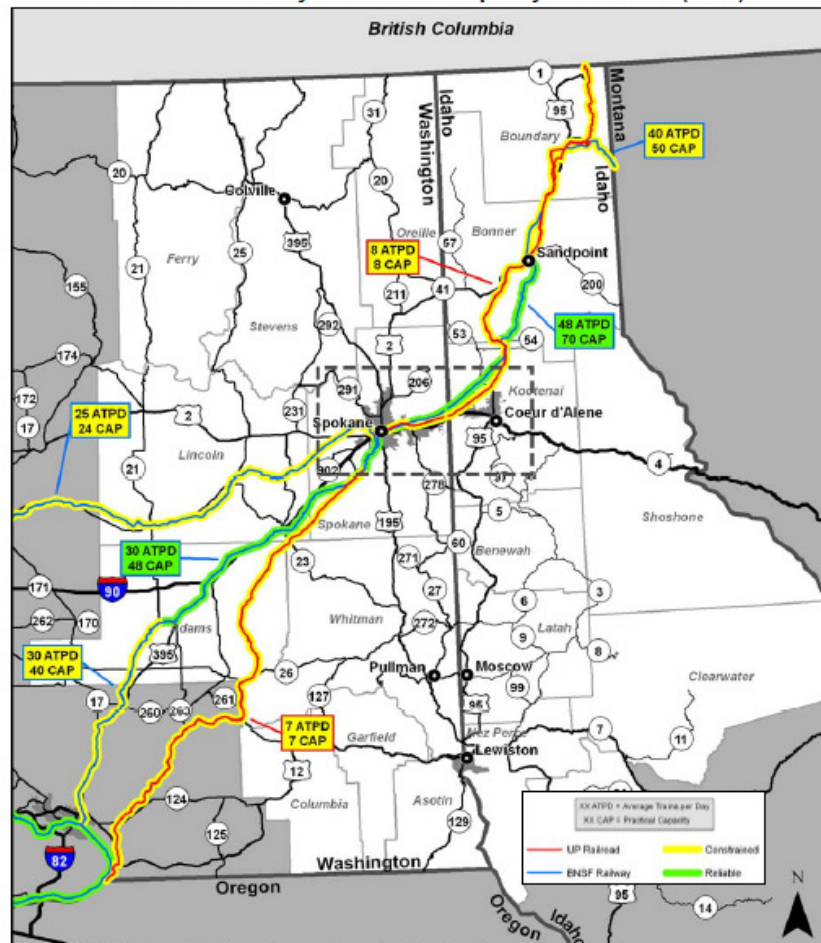 British Columbia
Montana
Idaho
Idaho
Washington
Boundary
Bonner
Oreille
Ferry
Stevens
Colville
Sandpoint
Kootenai
Coeur d'Alene
Spokane
Lincoln
Spokane
Shoshone
Benewah
Whitman
Latah
Clearwater
dams
Pullman
Moscow
Garfield
Nez Perce
Lewiston
Columbia
Asotin
Washington
Oregon
Oregon
Idaho
40 ATPD
50 CAP
8 ATPD
8 CAP
48 ATPD
70 CAP
25 ATPD
24 CAP
30 ATPD
48 CAP
30 ATPD
40 CAP
7 ATPD
7 CAP
1
95
31
20
20
57
395
25
21
155
41
211
200
292
2
53
54
174
172
17
2
291
206
231
21
902
95
97
4
278
5
195
60
271
23
27
3
6
90
171
262
170
272
9
8
395
26
17
260
261
127
99
95
7
11
12
124
125
129
82
95
14
XX ATPD = Average Trains per Day
XX CAP = Practical Capacity
UP Railroad
Constrained
BNSF Railway
Reliable
N